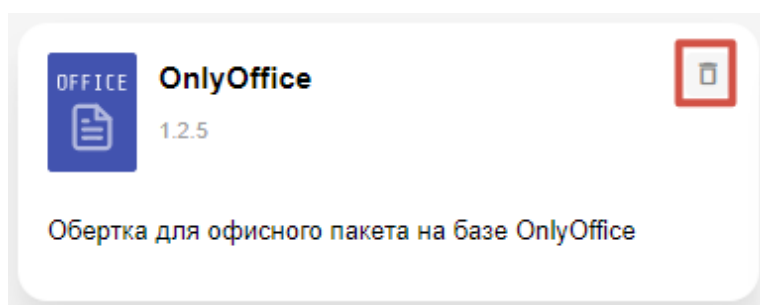 OFFICE
OnlyOffice
1.2.5
Обертка для офисного пакета на базе OnlyOffice